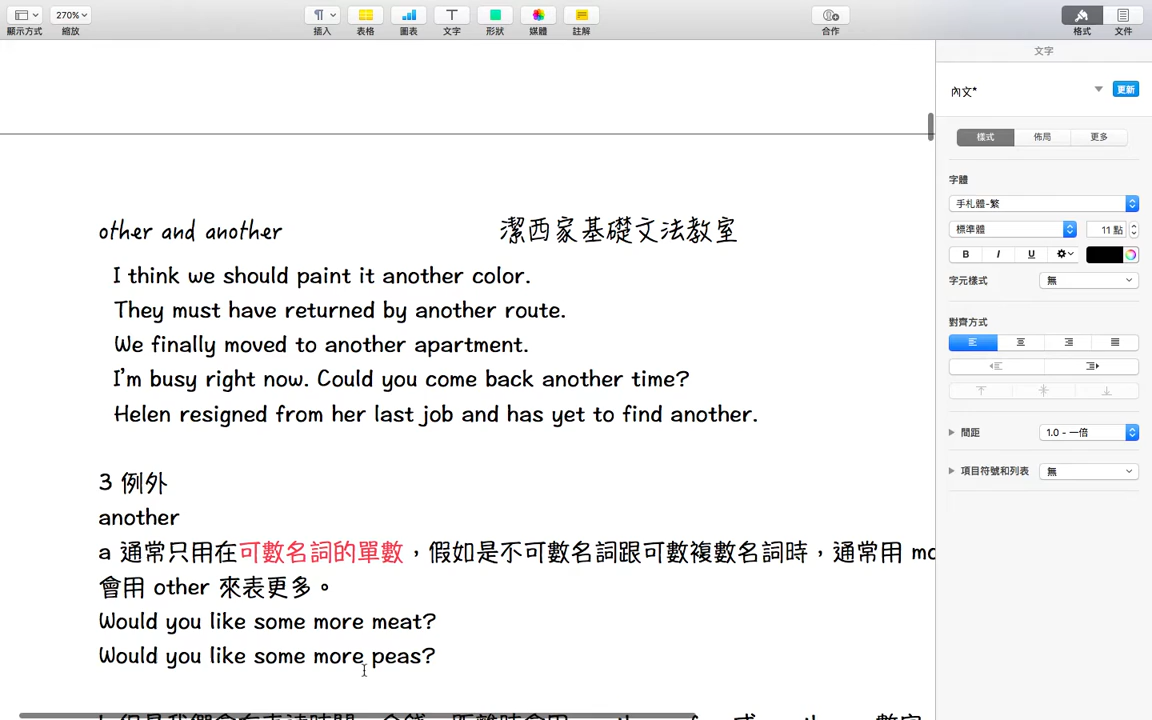 270%
顯示方式
縮放
插入
表格
圖表
文字
形狀
媒體
註解
合作
格式
文件
文字
內文*
更新
樣式
佈局
更多
字體
手札體-繁
標準體
11 點
B I U
字元樣式
無
對齊方式
間距
1.0 - 一倍
項目符號和列表
無
other and another 潔西家基礎文法教室
I think we should paint it another color.
They must have returned by another route.
We finally moved to another apartment.
I'm busy right now. Could you come back another time?
Helen resigned from her last job and has yet to find another.
3 例外
another
a 通常只用在可數名詞的單數，假如是不可數名詞跟可數複數名詞時，通常用 mo
會用 other 來表更多。
Would you like some more meat?
Would you like some more peas?